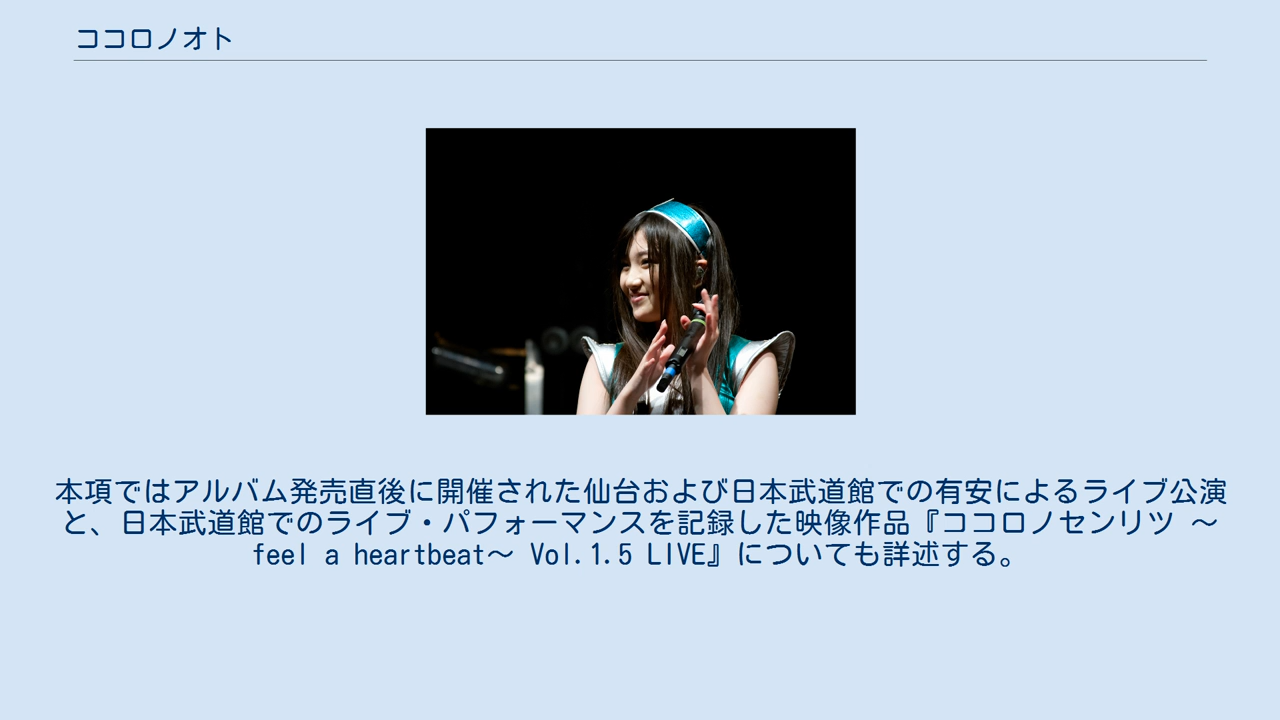 ココロノオト
本項ではアルバム発売直後に開催された仙台および日本武道館での有安によるライブ公演
と、日本武道館でのライブ・パフォーマンスを記録した映像作品『ココロノセンリツ 〜
feel a heartbeat〜 Vol.1.5 LIVE』についても詳述する。